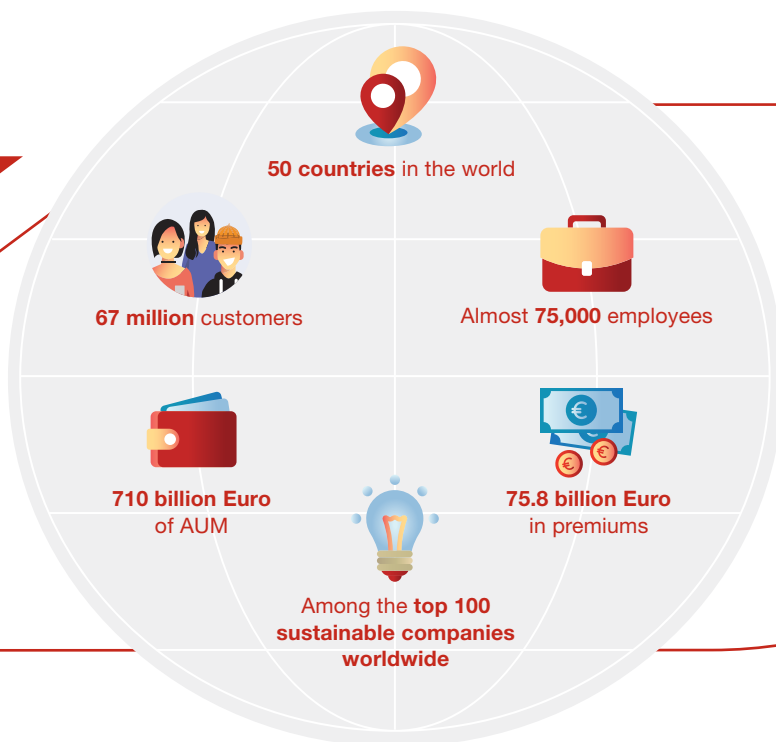 50 countries in the world
67 million customers
Almost 75,000 employees
710 billion Euro
of AUM
75.8 billion Euro
in premiums
Among the top 100
sustainable companies
worldwide